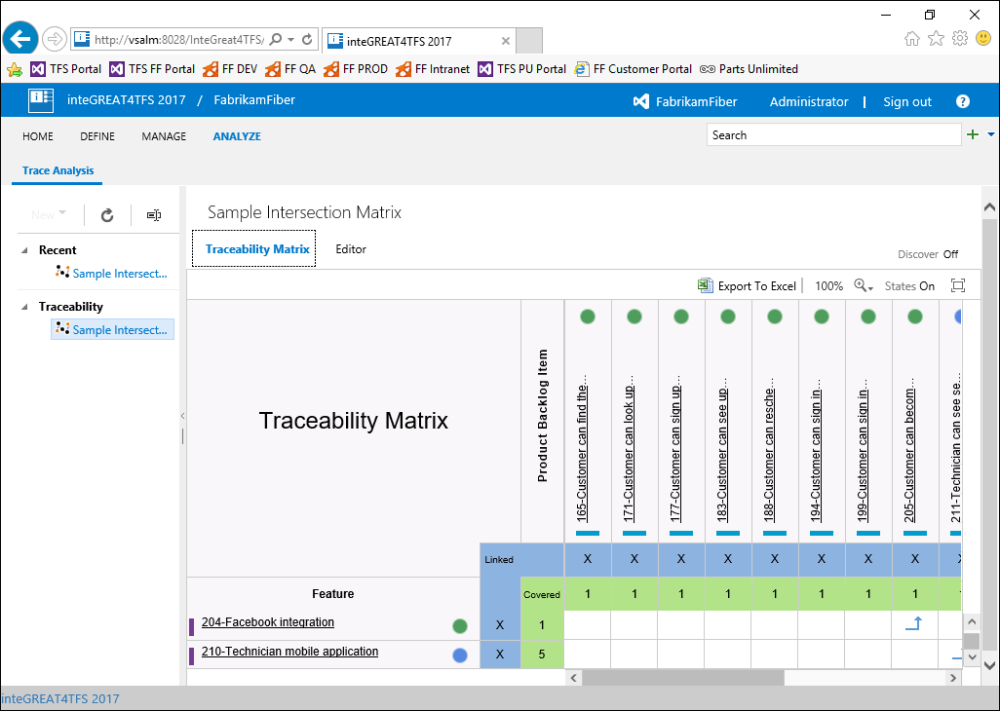 http://vsalm:8028/InteGreat4TFS/
inteGREAT4TFS 2017
TFS Portal TFS FF Portal FF DEV FF QA FF PROD FF Intranet TFS PU Portal FF Customer Portal Parts Unlimited
inteGREAT4TFS 2017 / FabrikamFiber FabrikamFiber Administrator | Sign out ?
HOME DEFINE MANAGE ANALYZE Search
Trace Analysis
New
Sample Intersection Matrix
Recent
Traceability Matrix Editor
Discover Off
Sample Intersect...
Export To Excel 100% States On
Traceability
Sample Intersect...
Traceability Matrix
Product Backlog Item
165-Customer can find the...
171-Customer can look up...
177-Customer can sign up...
183-Customer can see up...
188-Customer can resche...
194-Customer can sign in...
199-Customer can sign in...
205-Customer can becom...
211-Technician can see se...
Linked X X X X X X X X X
Feature Covered 1 1 1 1 1 1 1 1
204-Facebook integration X 1
210-Technician mobile application X 5
inteGREAT4TFS 2017